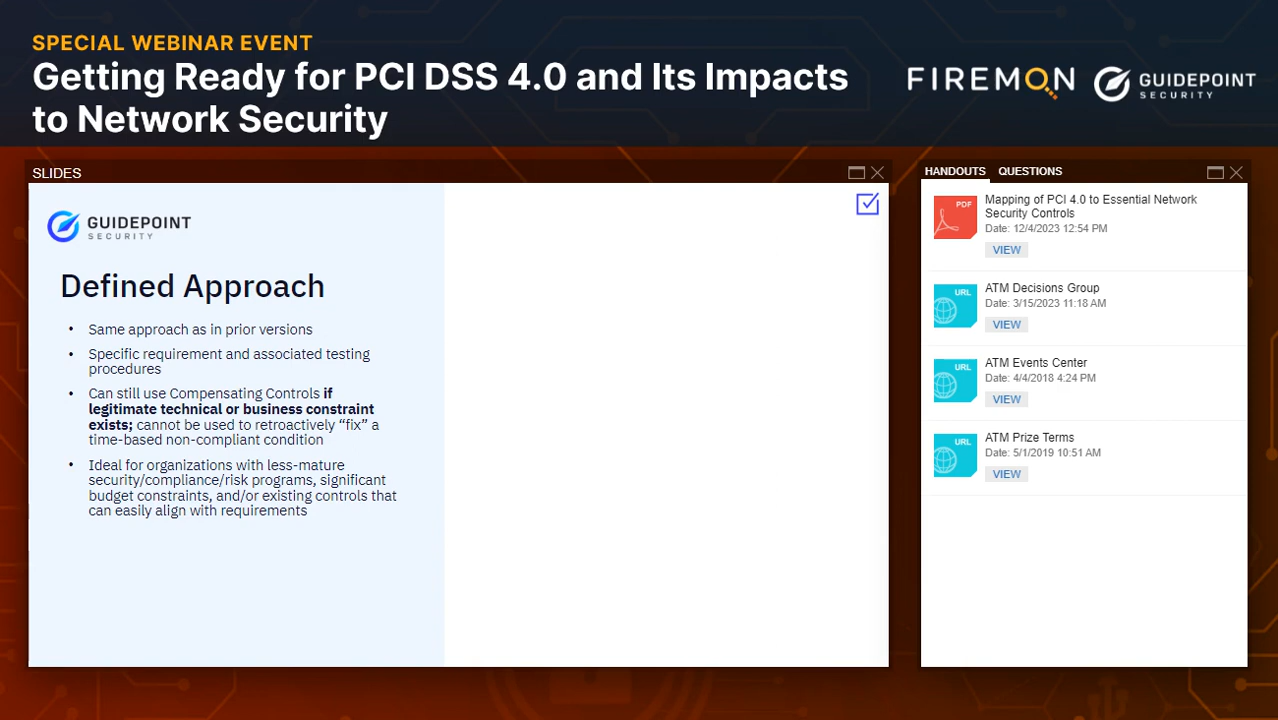 SPECIAL WEBINAR EVENT
Getting Ready for PCI DSS 4.0 and Its Impacts
to Network Security
FIREMON
GUIDEPOINT
SECURITY
SLIDES
GUIDEPOINT
SECURITY
Defined Approach
• Same approach as in prior versions
• Specific requirement and associated testing
procedures
• Can still use Compensating Controls if
legitimate technical or business constraint
exists; cannot be used to retroactively “fix” a
time-based non-compliant condition
• Ideal for organizations with less-mature
security/compliance/risk programs, significant
budget constraints, and/or existing controls that
can easily align with requirements
HANDOUTS QUESTIONS
PDF
Mapping of PCI 4.0 to Essential Network
Security Controls
Date: 12/4/2023 12:54 PM
VIEW
URL
ATM Decisions Group
Date: 3/15/2023 11:18 AM
VIEW
URL
ATM Events Center
Date: 4/4/2018 4:24 PM
VIEW
URL
ATM Prize Terms
Date: 5/1/2019 10:51 AM
VIEW